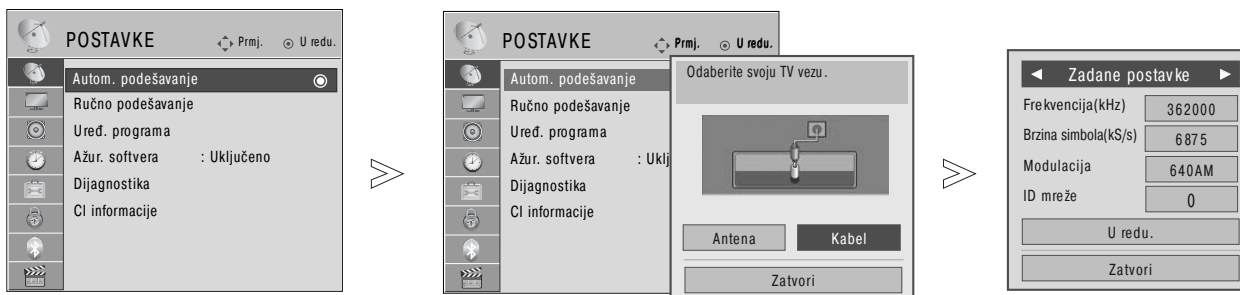 POSTAVKE
Prmj.
U redu.
Autom. podešavanje
Ručno podešavanje
Uređ. programa
Ažur. softvera : Uključeno
Dijagnostika
CI informacije
POSTAVKE
Prmj.
U redu.
Autom. podešavanje
Ručno podešavanje
Uređ. programa
Ažur. softvera : Uklj
Dijagnostika
CI informacije
Odaberite svoju TV vezu.
Antena
Kabel
Zatvori
Zadane postavke
Frekvencija(kHz) 362000
Brzina simbola(kS/s) 6875
Modulacija 640AM
ID mreže 0
U redu.
Zatvori